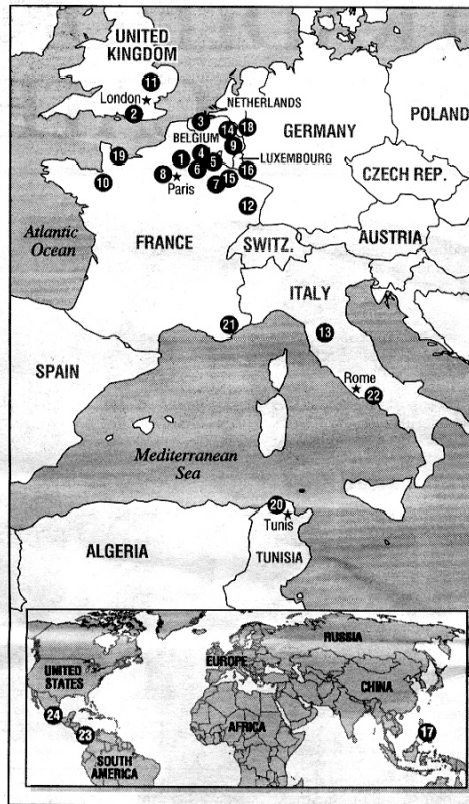 UNITED
KINGDOM
11
London
2
NETHERLANDS
3
14
18
POLAND
GERMANY
BELGIUM
9
19
1
4
5
LUXEMBOURG
10
8
6
7
15
16
Paris
CZECH REP.
12
Atlantic
Ocean
FRANCE
SWITZ.
AUSTRIA
ITALY
21
13
SPAIN
Rome
22
Mediterranean
Sea
20
Tunis
ALGERIA
TUNISIA
RUSSIA
EUROPE
UNITED
STATES
CHINA
24
AFRICA
17
23
SOUTH
AMERICA